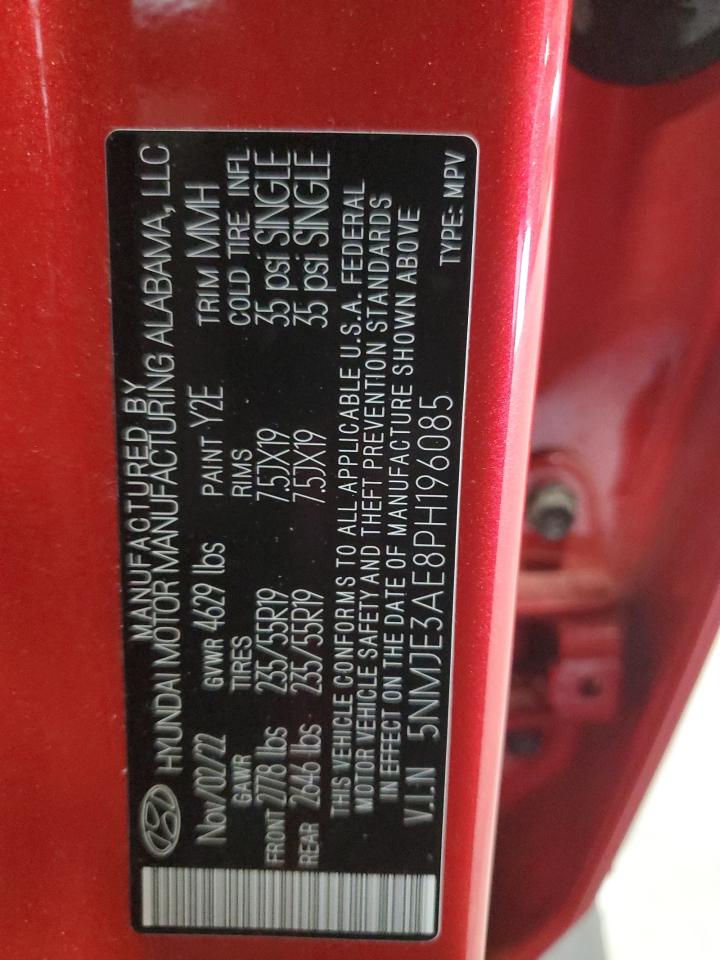 MANUFACTURED BY
HYUNDAI MOTOR MANUFACTURING ALABAMA, LLC
Nov/02/22 GVWR 4629 lbs PAINT Y2E TRIM MMH
GAWR TIRES RIMS COLD TIRE INFL
FRONT 2778 lbs 235/55R19 7.5JX19 35 psi SINGLE
REAR 2646 lbs 235/55R19 7.5JX19 35 psi SINGLE
THIS VEHICLE CONFORMS TO ALL APPLICABLE U.S.A. FEDERAL
MOTOR VEHICLE SAFETY AND THEFT PREVENTION STANDARDS
IN EFFECT ON THE DATE OF MANUFACTURE SHOWN ABOVE
V.I.N 5NMJE3AE8PH196085
TYPE: MPV